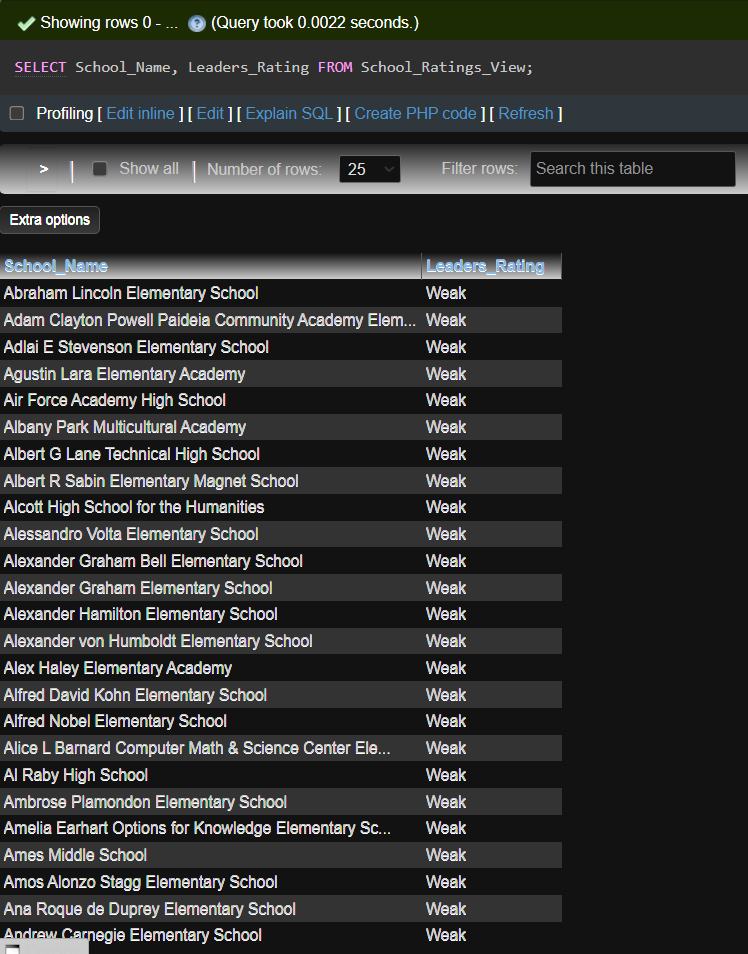 Showing rows 0 - ... (Query took 0.0022 seconds.)
SELECT School_Name, Leaders_Rating FROM School_Ratings_View;
Profiling [ Edit inline ] [ Edit ] [ Explain SQL ] [ Create PHP code ] [ Refresh ]
> | Show all | Number of rows: 25 Filter rows: Search this table
Extra options
School_Name Leaders_Rating
Abraham Lincoln Elementary School Weak
Adam Clayton Powell Paideia Community Academy Elem... Weak
Adlai E Stevenson Elementary School Weak
Agustin Lara Elementary Academy Weak
Air Force Academy High School Weak
Albany Park Multicultural Academy Weak
Albert G Lane Technical High School Weak
Albert R Sabin Elementary Magnet School Weak
Alcott High School for the Humanities Weak
Alessandro Volta Elementary School Weak
Alexander Graham Bell Elementary School Weak
Alexander Graham Elementary School Weak
Alexander Hamilton Elementary School Weak
Alexander von Humboldt Elementary School Weak
Alex Haley Elementary Academy Weak
Alfred David Kohn Elementary School Weak
Alfred Nobel Elementary School Weak
Alice L Barnard Computer Math & Science Center Ele... Weak
Al Raby High School Weak
Ambrose Plamondon Elementary School Weak
Amelia Earhart Options for Knowledge Elementary Sc... Weak
Ames Middle School Weak
Amos Alonzo Stagg Elementary School Weak
Ana Roque de Duprey Elementary School Weak
Andrew Carnegie Elementary School Weak